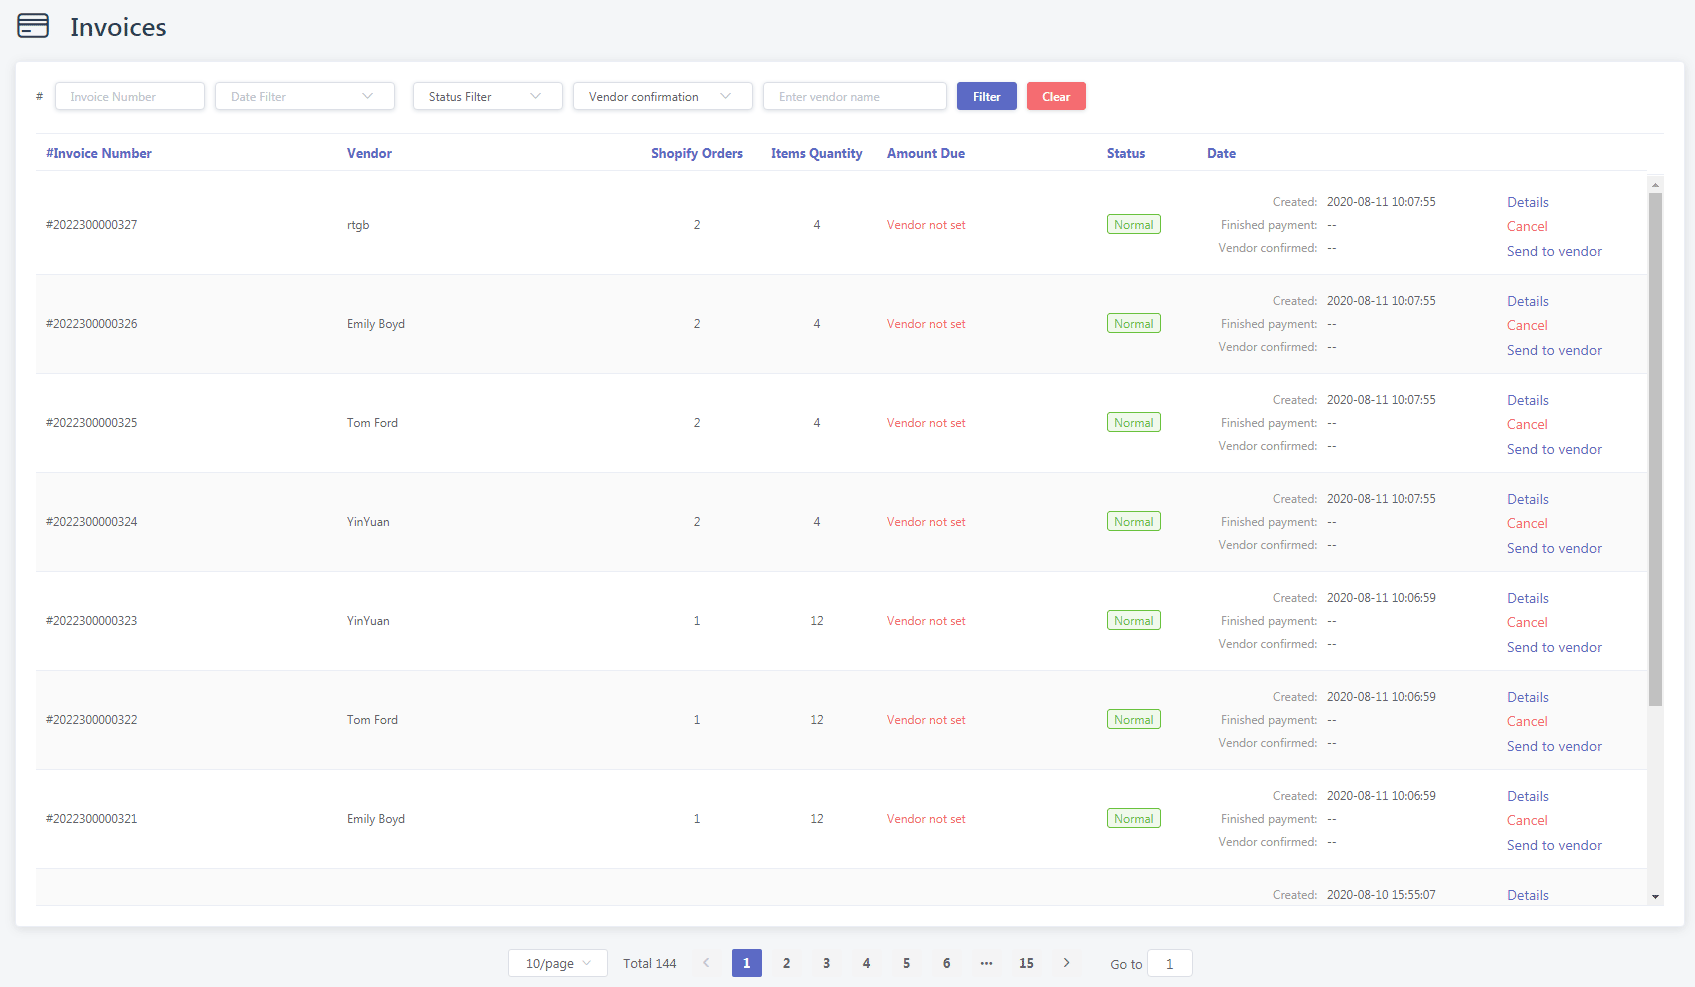 Invoices
# Invoice Number Date Filter Status Filter Vendor confirmation Enter vendor name Filter Clear
#Invoice Number Vendor Shopify Orders Items Quantity Amount Due Status Date
#2022300000327 rtgb 2 4 Vendor not set Normal
Created: 2020-08-11 10:07:55 Details
Finished payment: -- Cancel
Vendor confirmed: -- Send to vendor
#2022300000326 Emily Boyd 2 4 Vendor not set Normal
Created: 2020-08-11 10:07:55 Details
Finished payment: -- Cancel
Vendor confirmed: -- Send to vendor
#2022300000325 Tom Ford 2 4 Vendor not set Normal
Created: 2020-08-11 10:07:55 Details
Finished payment: -- Cancel
Vendor confirmed: -- Send to vendor
#2022300000324 YinYuan 2 4 Vendor not set Normal
Created: 2020-08-11 10:07:55 Details
Finished payment: -- Cancel
Vendor confirmed: -- Send to vendor
#2022300000323 YinYuan 1 12 Vendor not set Normal
Created: 2020-08-11 10:06:59 Details
Finished payment: -- Cancel
Vendor confirmed: -- Send to vendor
#2022300000322 Tom Ford 1 12 Vendor not set Normal
Created: 2020-08-11 10:06:59 Details
Finished payment: -- Cancel
Vendor confirmed: -- Send to vendor
#2022300000321 Emily Boyd 1 12 Vendor not set Normal
Created: 2020-08-11 10:06:59 Details
Finished payment: -- Cancel
Vendor confirmed: -- Send to vendor
Created: 2020-08-10 15:55:07 Details
10/page Total 144 < 1 2 3 4 5 6 ··· 15 > Go to 1